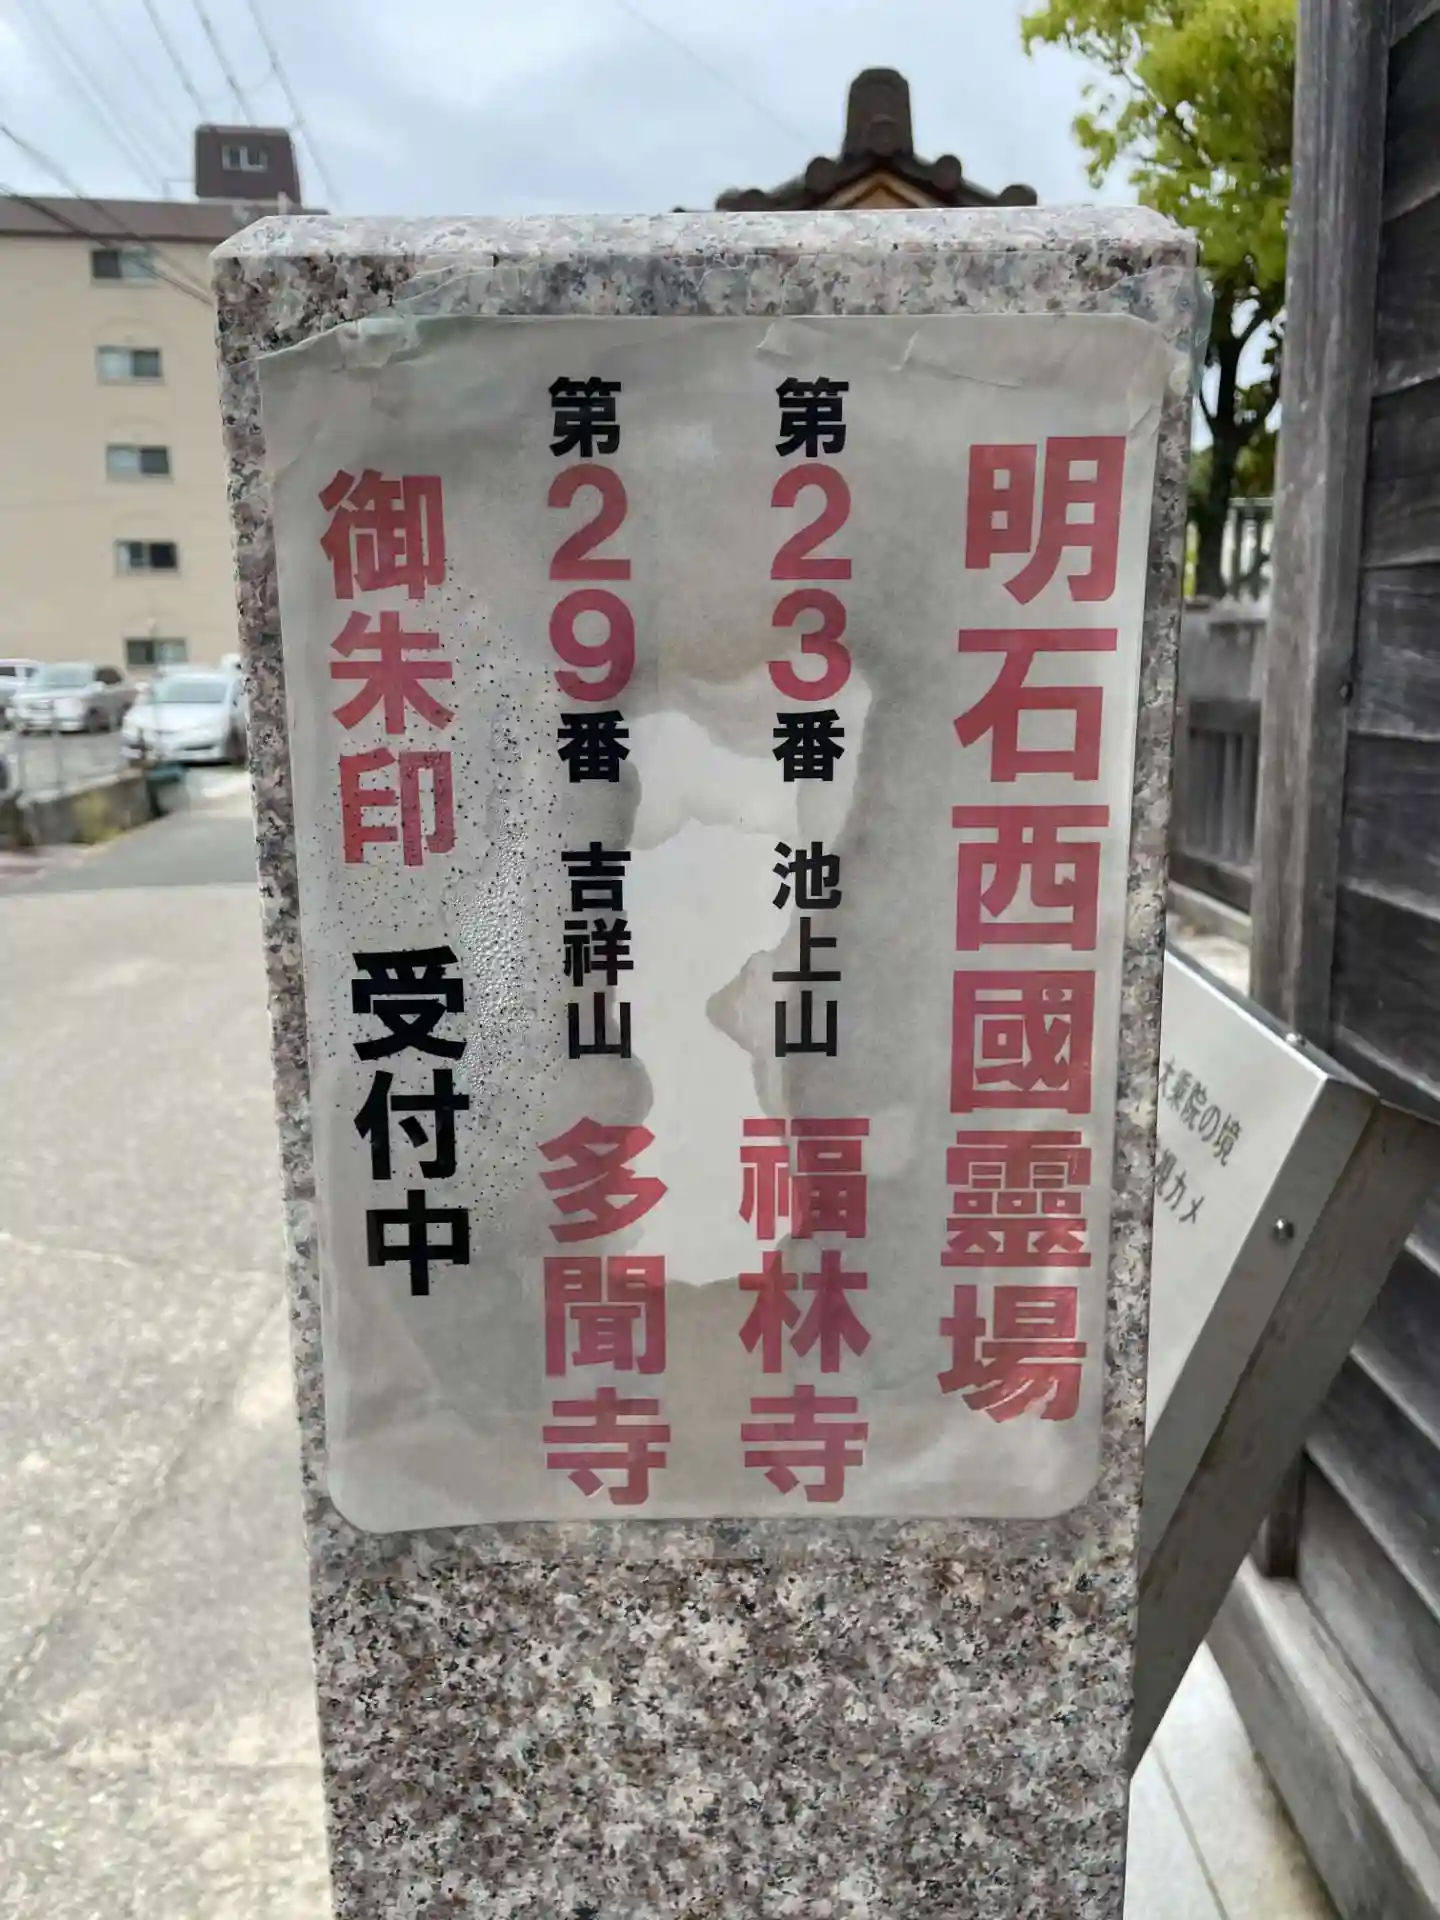 明石西國霊場
第23番 池上山 福林寺
第29番 吉祥山 多聞寺
御朱印 受付中